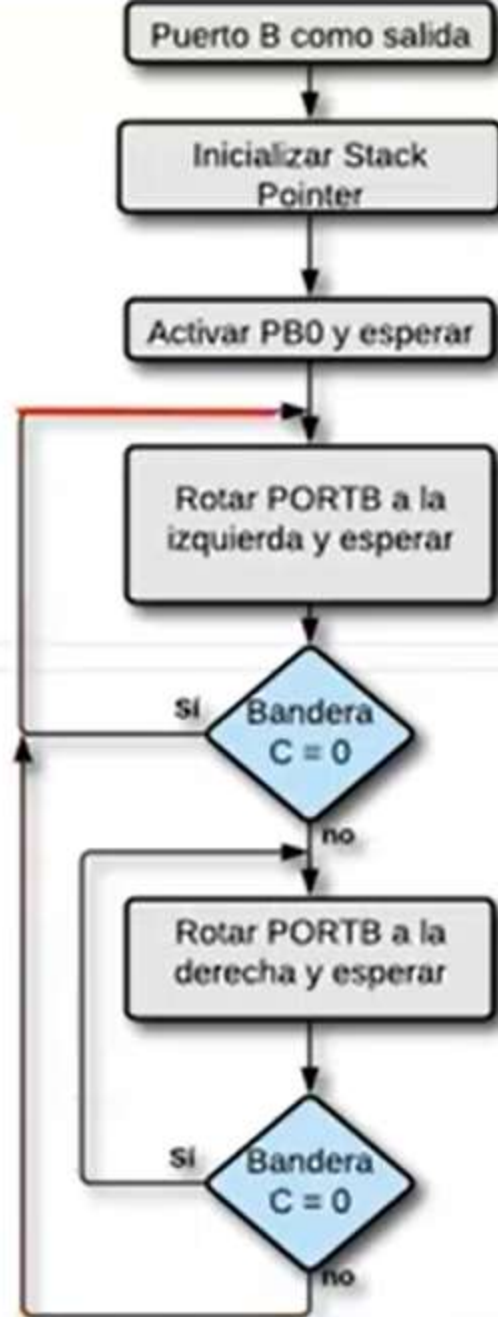 Puerto B como salida
Inicializar Stack
Pointer
Activar PB0 y esperar
Rotar PORTB a la
izquierda y esperar
Sí
Bandera
C = 0
no
Rotar PORTB a la
derecha y esperar
Sí
Bandera
C = 0
no